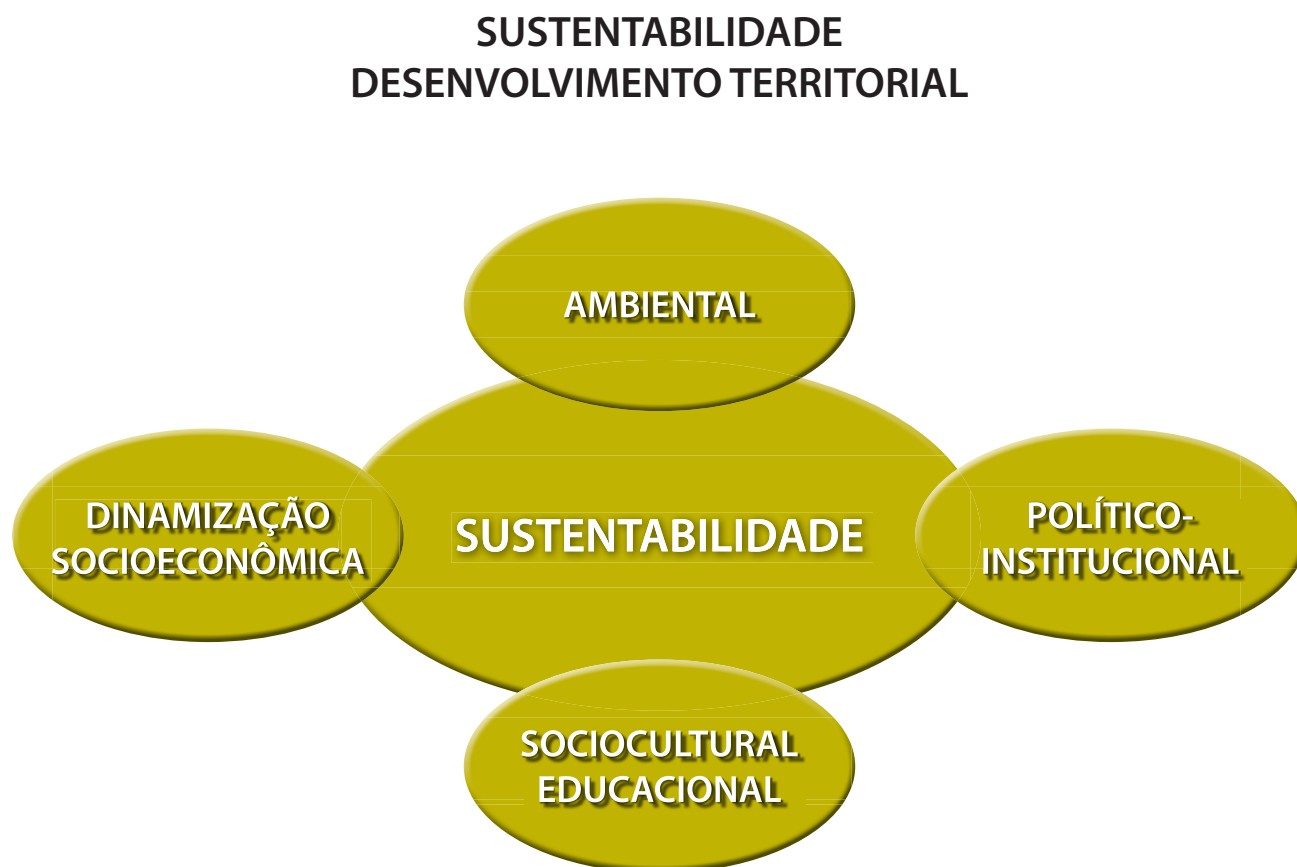 SUSTENTABILIDADE
DESENVOLVIMENTO TERRITORIAL
AMBIENTAL
DINAMIZAÇÃO
SOCIOECONÔMICA
SUSTENTABILIDADE
POLÍTICO-
INSTITUCIONAL
SOCIOCULTURAL
EDUCACIONAL